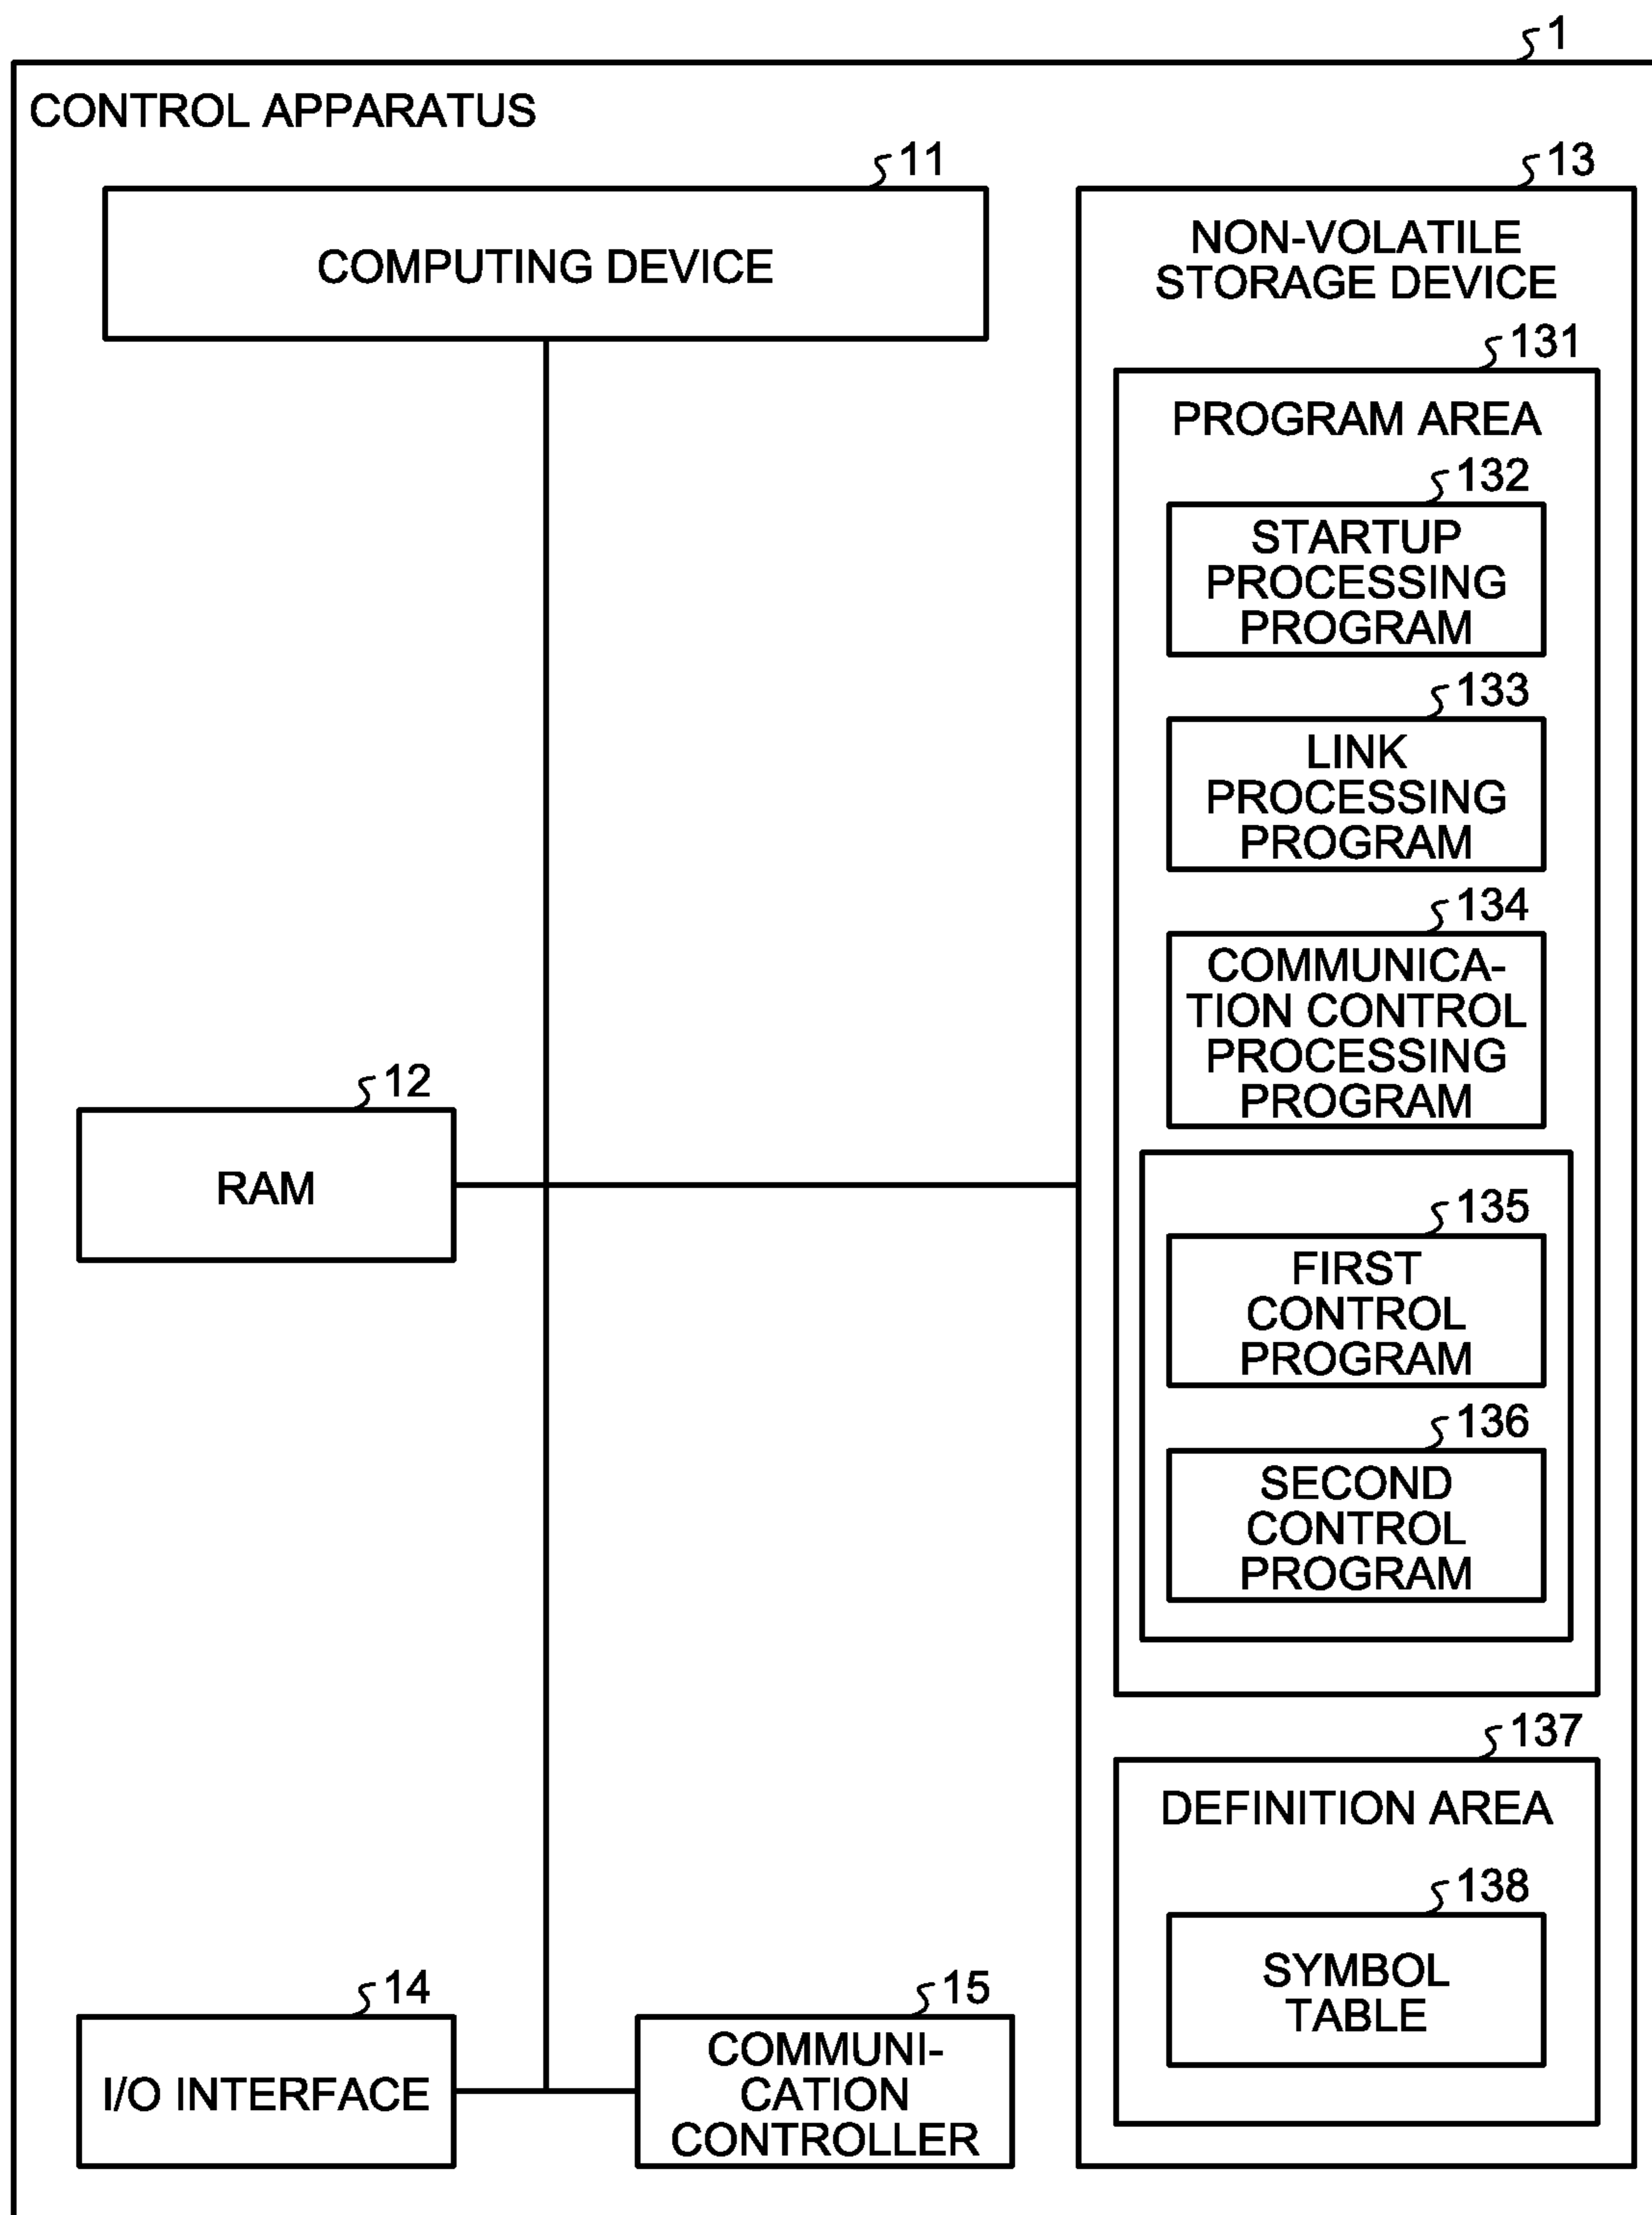 1
CONTROL APPARATUS
11
COMPUTING DEVICE
12
RAM
14
I/O INTERFACE
15
COMMUNI-
CATION
CONTROLLER
13
NON-VOLATILE
STORAGE DEVICE
131
PROGRAM AREA
132
STARTUP
PROCESSING
PROGRAM
133
LINK
PROCESSING
PROGRAM
134
COMMUNICA-
TION CONTROL
PROCESSING
PROGRAM
135
FIRST
CONTROL
PROGRAM
136
SECOND
CONTROL
PROGRAM
137
DEFINITION AREA
138
SYMBOL
TABLE